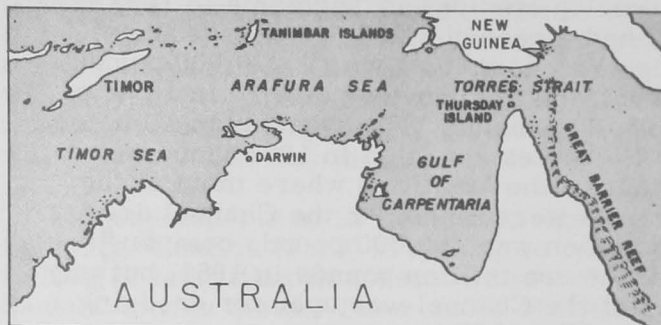 TANIMBAR ISLANDS
NEW
GUINEA
TIMOR
ARAFURA SEA
TORRES STRAIT
THURSDAY
ISLAND
TIMOR SEA
DARWIN
GULF
OF
CARPENTARIA
GREAT BARRIER REEF
AUSTRALIA